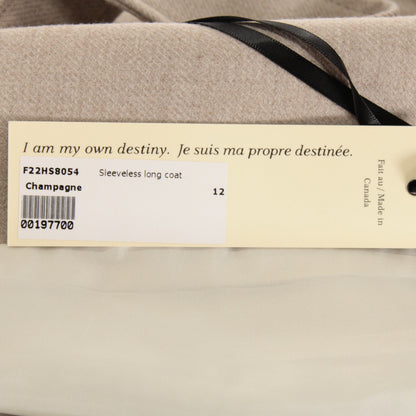 I am my own destiny. Je suis ma propre destinée.
F22HS8054 Sleeveless long coat
Champagne 12
00197700
Fait au / Made in
Canada